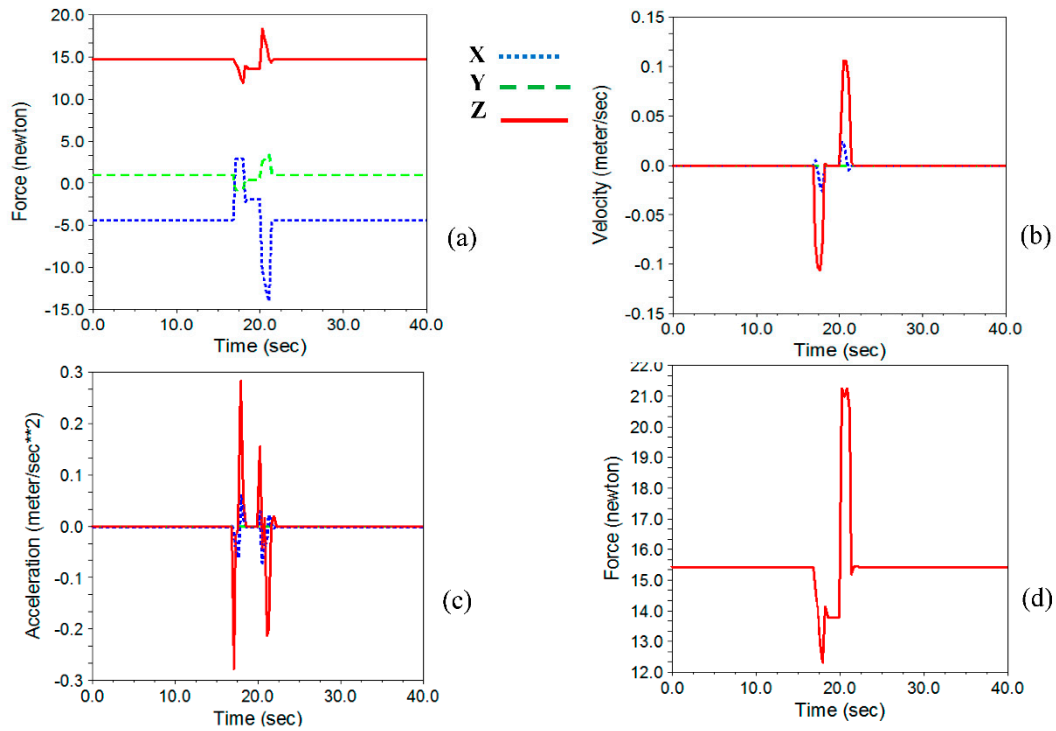 20.0
15.0
10.0
5.0
0.0
-5.0
-10.0
-15.0
Force (newton)
0.0 10.0 20.0 30.0 40.0
Time (sec)
(a)
X
Y
Z
0.15
0.1
0.05
0.0
-0.05
-0.1
-0.15
Velocity (meter/sec)
0.0 10.0 20.0 30.0 40.0
Time (sec)
(b)
0.3
0.2
0.1
0.0
-0.1
-0.2
-0.3
Acceleration (meter/sec**2)
0.0 10.0 20.0 30.0 40.0
Time (sec)
(c)
22.0
21.0
20.0
19.0
18.0
17.0
16.0
15.0
14.0
13.0
12.0
Force (newton)
0.0 10.0 20.0 30.0 40.0
Time (sec)
(d)